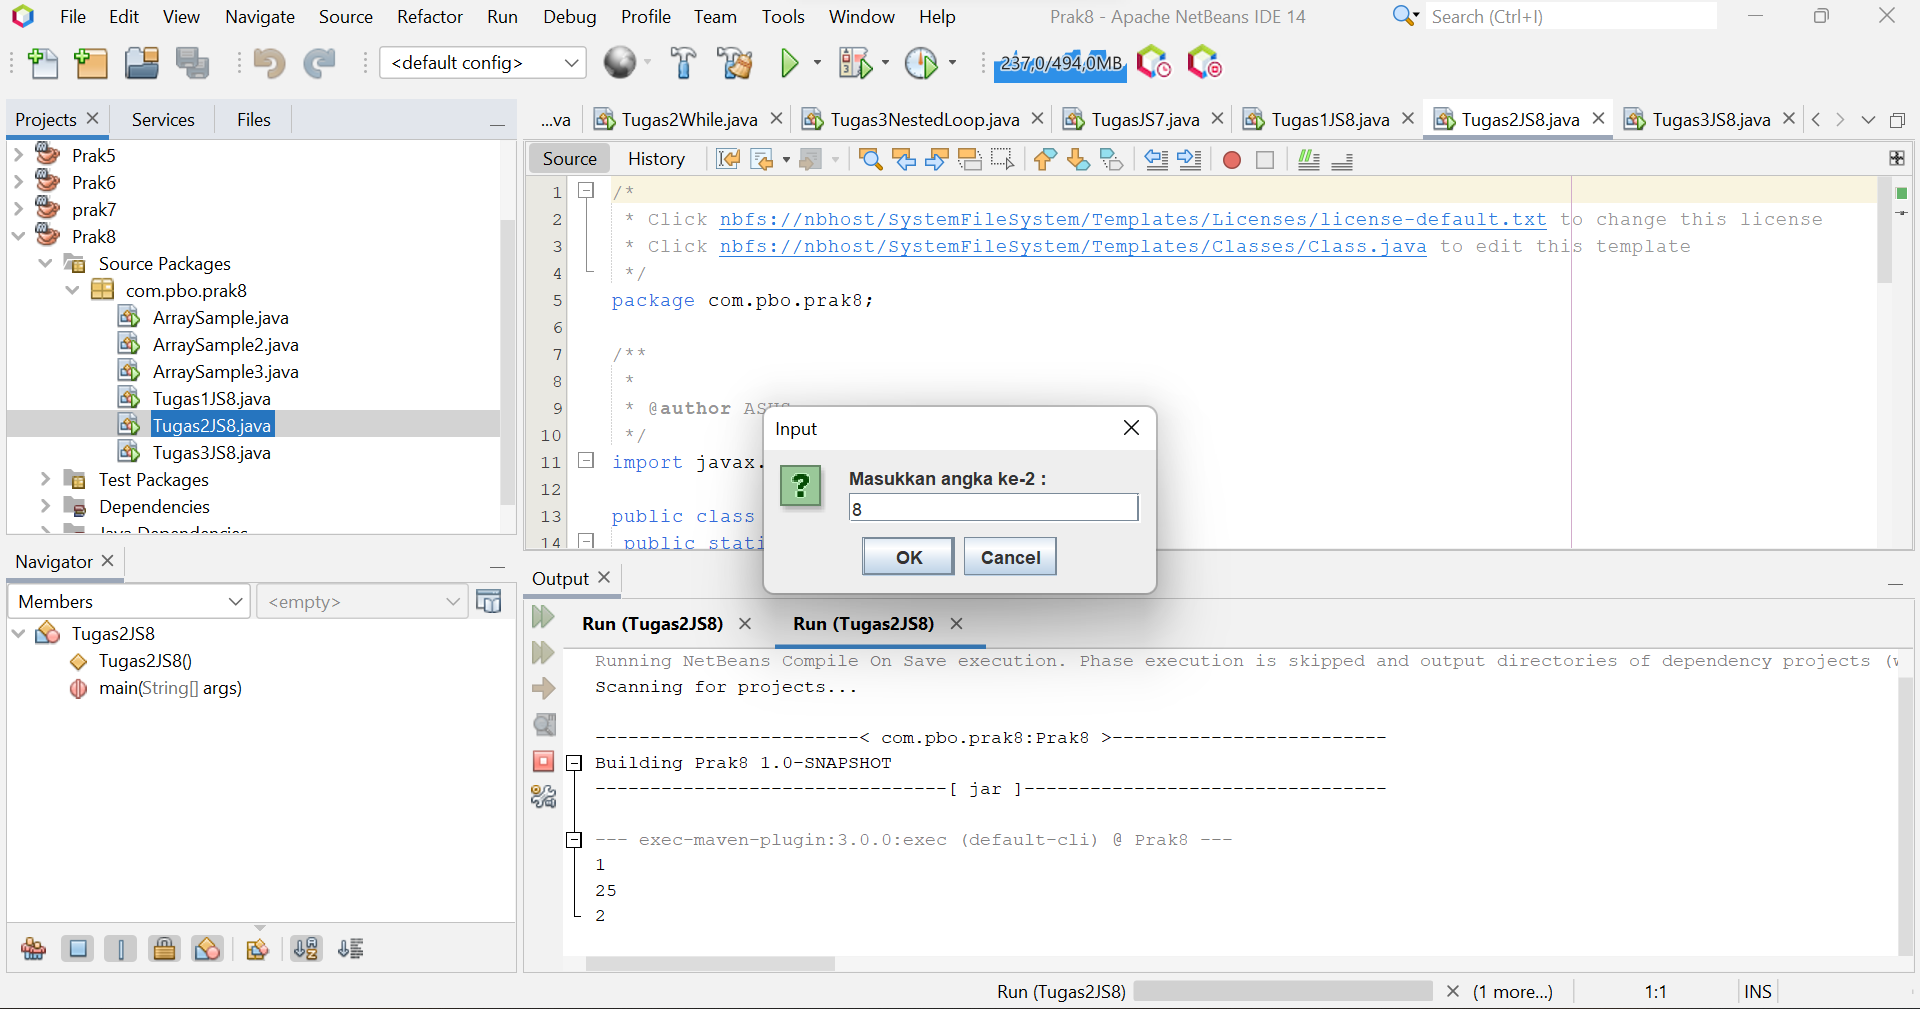 File Edit View Navigate Source Refactor Run Debug Profile Team Tools Window Help
Prak8 - Apache NetBeans IDE 14
Search (Ctrl+I)
<default config>
237,0/494,0MB
Projects Services Files
Prak5
Prak6
prak7
Prak8
Source Packages
com.pbo.prak8
ArraySample.java
ArraySample2.java
ArraySample3.java
Tugas1JS8.java
Tugas2JS8.java
Tugas3JS8.java
Test Packages
Dependencies
Java Dependencies
...va Tugas2While.java Tugas3NestedLoop.java TugasJS7.java Tugas1JS8.java Tugas2JS8.java Tugas3JS8.java
Source History
1 /*
2 * Click nbfs://nbhost/SystemFileSystem/Templates/Licenses/license-default.txt to change this license
3 * Click nbfs://nbhost/SystemFileSystem/Templates/Classes/Class.java to edit this template
4 */
5 package com.pbo.prak8;
6
7 /**
8 *
9 * @author ASUS
10 */
11 import javax.
12
13 public class
14 public stati
Input
Masukkan angka ke-2 :
8
OK Cancel
Navigator
Members
<empty>
Tugas2JS8
Tugas2JS8()
main(String[] args)
Output
Run (Tugas2JS8) Run (Tugas2JS8)
Running NetBeans Compile On Save execution. Phase execution is skipped and output directories of dependency projects (
Scanning for projects...
------------------------< com.pbo.prak8:Prak8 >-------------------------
Building Prak8 1.0-SNAPSHOT
--------------------------------[ jar ]---------------------------------
--- exec-maven-plugin:3.0.0:exec (default-cli) @ Prak8 ---
1
25
2
Run (Tugas2JS8) (1 more...) 1:1 INS